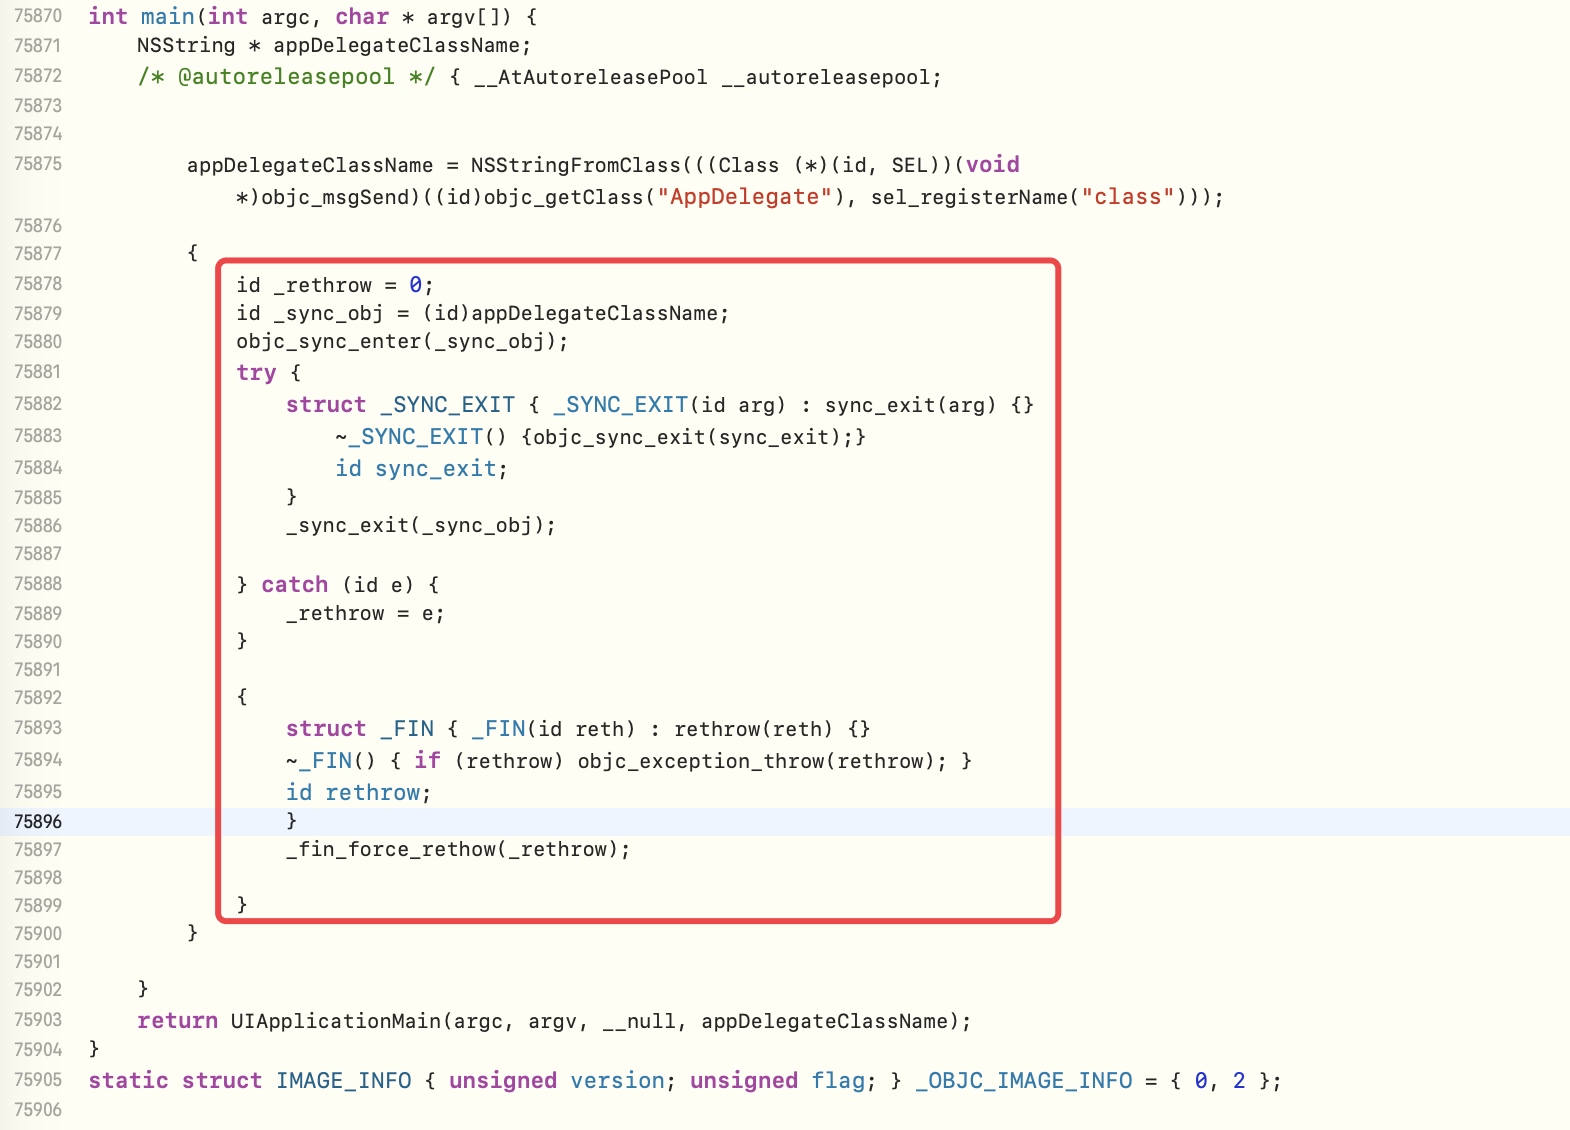 75870 int main(int argc, char * argv[]) {
75871     NSString * appDelegateClassName;
75872     /* @autoreleasepool */ { __AtAutoreleasePool __autoreleasepool;
75873
75874
75875         appDelegateClassName = NSStringFromClass(((Class (*)(id, SEL))(void
            *)objc_msgSend)((id)objc_getClass("AppDelegate"), sel_registerName("class")));
75876
75877         {
75878             id _rethrow = 0;
75879             id _sync_obj = (id)appDelegateClassName;
75880             objc_sync_enter(_sync_obj);
75881             try {
75882                 struct _SYNC_EXIT { _SYNC_EXIT(id arg) : sync_exit(arg) {}
75883                     ~_SYNC_EXIT() {objc_sync_exit(sync_exit);}
75884                     id sync_exit;
75885                 }
75886                 _sync_exit(_sync_obj);
75887
75888             } catch (id e) {
75889                 _rethrow = e;
75890             }
75891
75892             {
75893                 struct _FIN { _FIN(id reth) : rethrow(reth) {}
75894                 ~_FIN() { if (rethrow) objc_exception_throw(rethrow); }
75895                 id rethrow;
75896                 }
75897                 _fin_force_rethow(_rethrow);
75898
75899             }
75900         }
75901
75902     }
75903     return UIApplicationMain(argc, argv, __null, appDelegateClassName);
75904 }
75905 static struct IMAGE_INFO { unsigned version; unsigned flag; } _OBJC_IMAGE_INFO = { 0, 2 };
75906